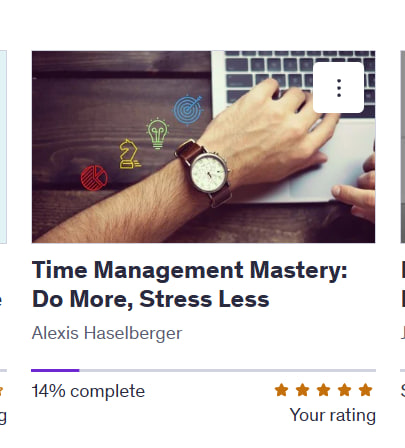 Time Management Mastery:
Do More, Stress Less
Alexis Haselberger
14% complete
Your rating